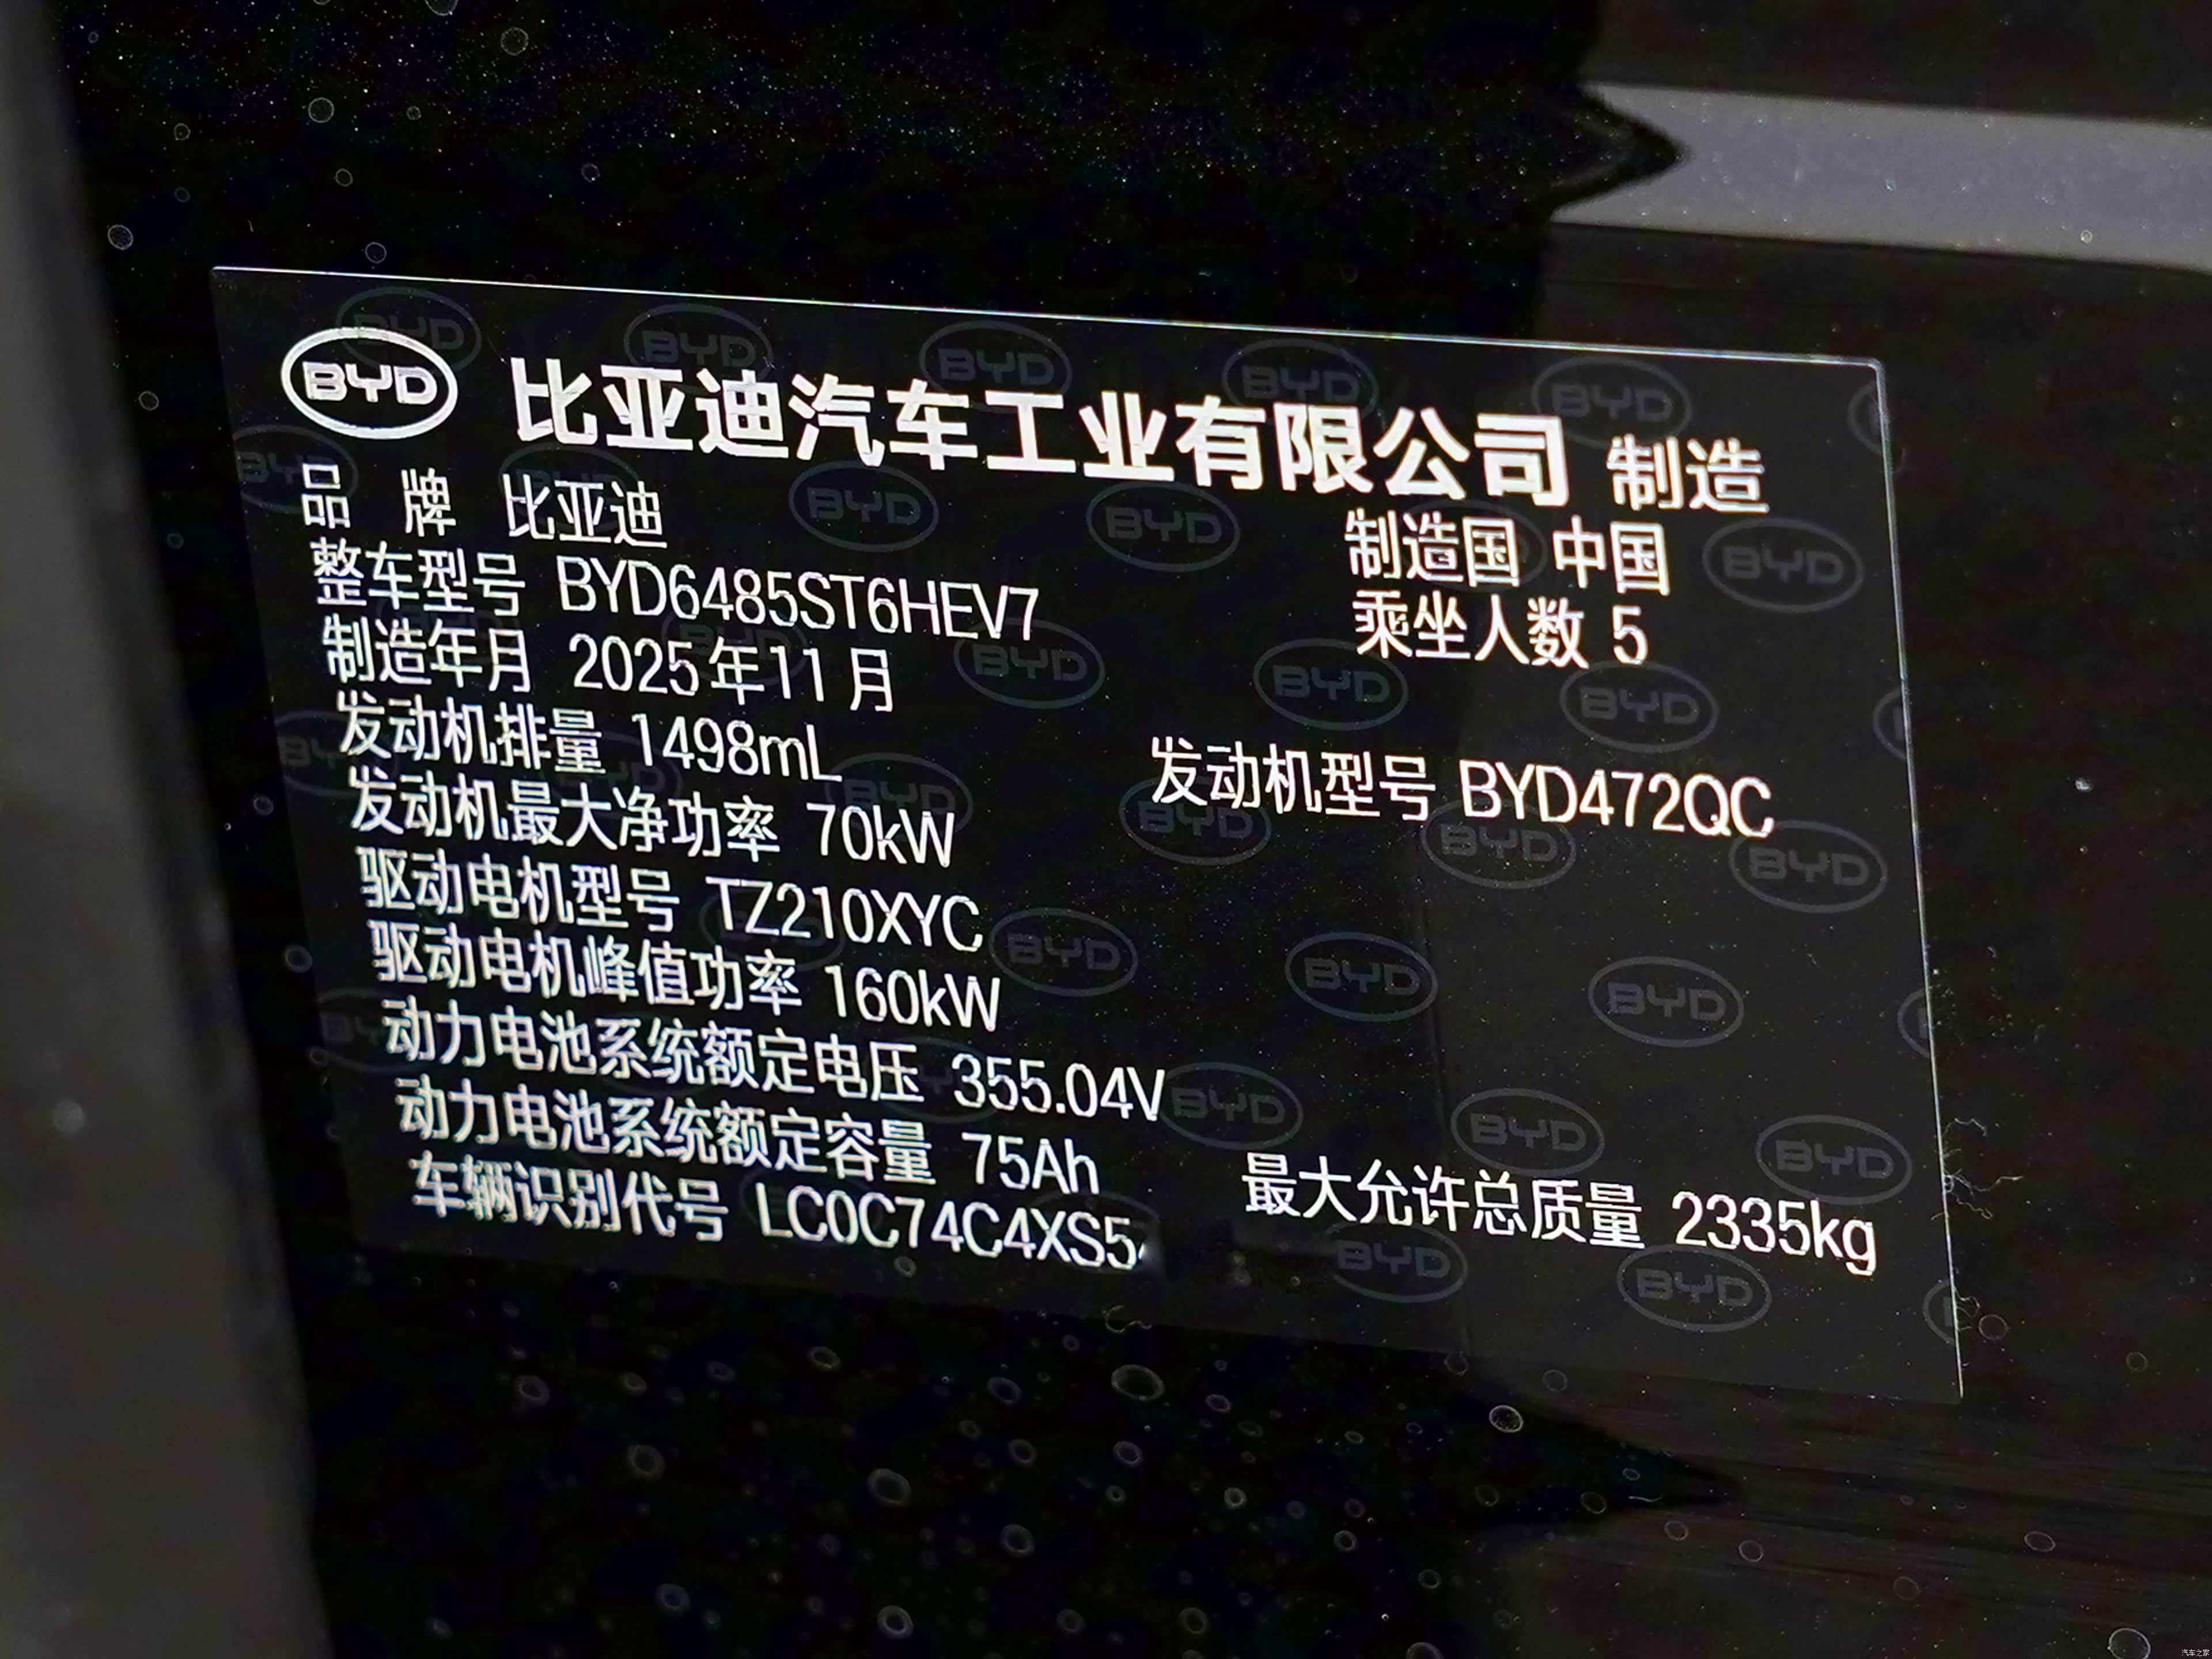 BYD 比亚迪汽车工业有限公司 制造
品 牌 比亚迪 制造国 中国
整车型号 BYD6485ST6HEV7 乘坐人数 5
制造年月 2025年11月
发动机排量 1498mL 发动机型号 BYD472QC
发动机最大净功率 70kW
驱动电机型号 TZ210XYC
驱动电机峰值功率 160kW
动力电池系统额定电压 355.04V
动力电池系统额定容量 75Ah 最大允许总质量 2335kg
车辆识别代号 LC0C74C4XS5
汽车之家